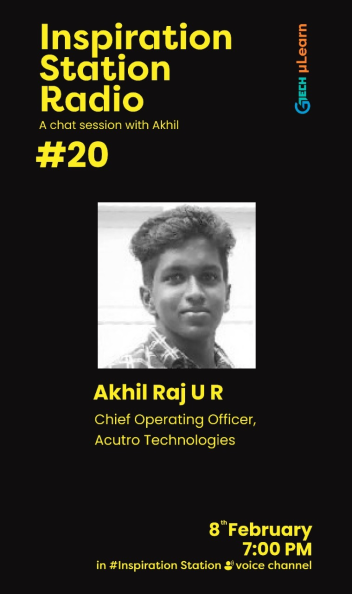 Inspiration
Station
Radio
A chat session with Akhil
#20
GTECH µLearn
Akhil Raj U R
Chief Operating Officer,
Acutro Technologies
8th February
7:00 PM
in #Inspiration Station voice channel